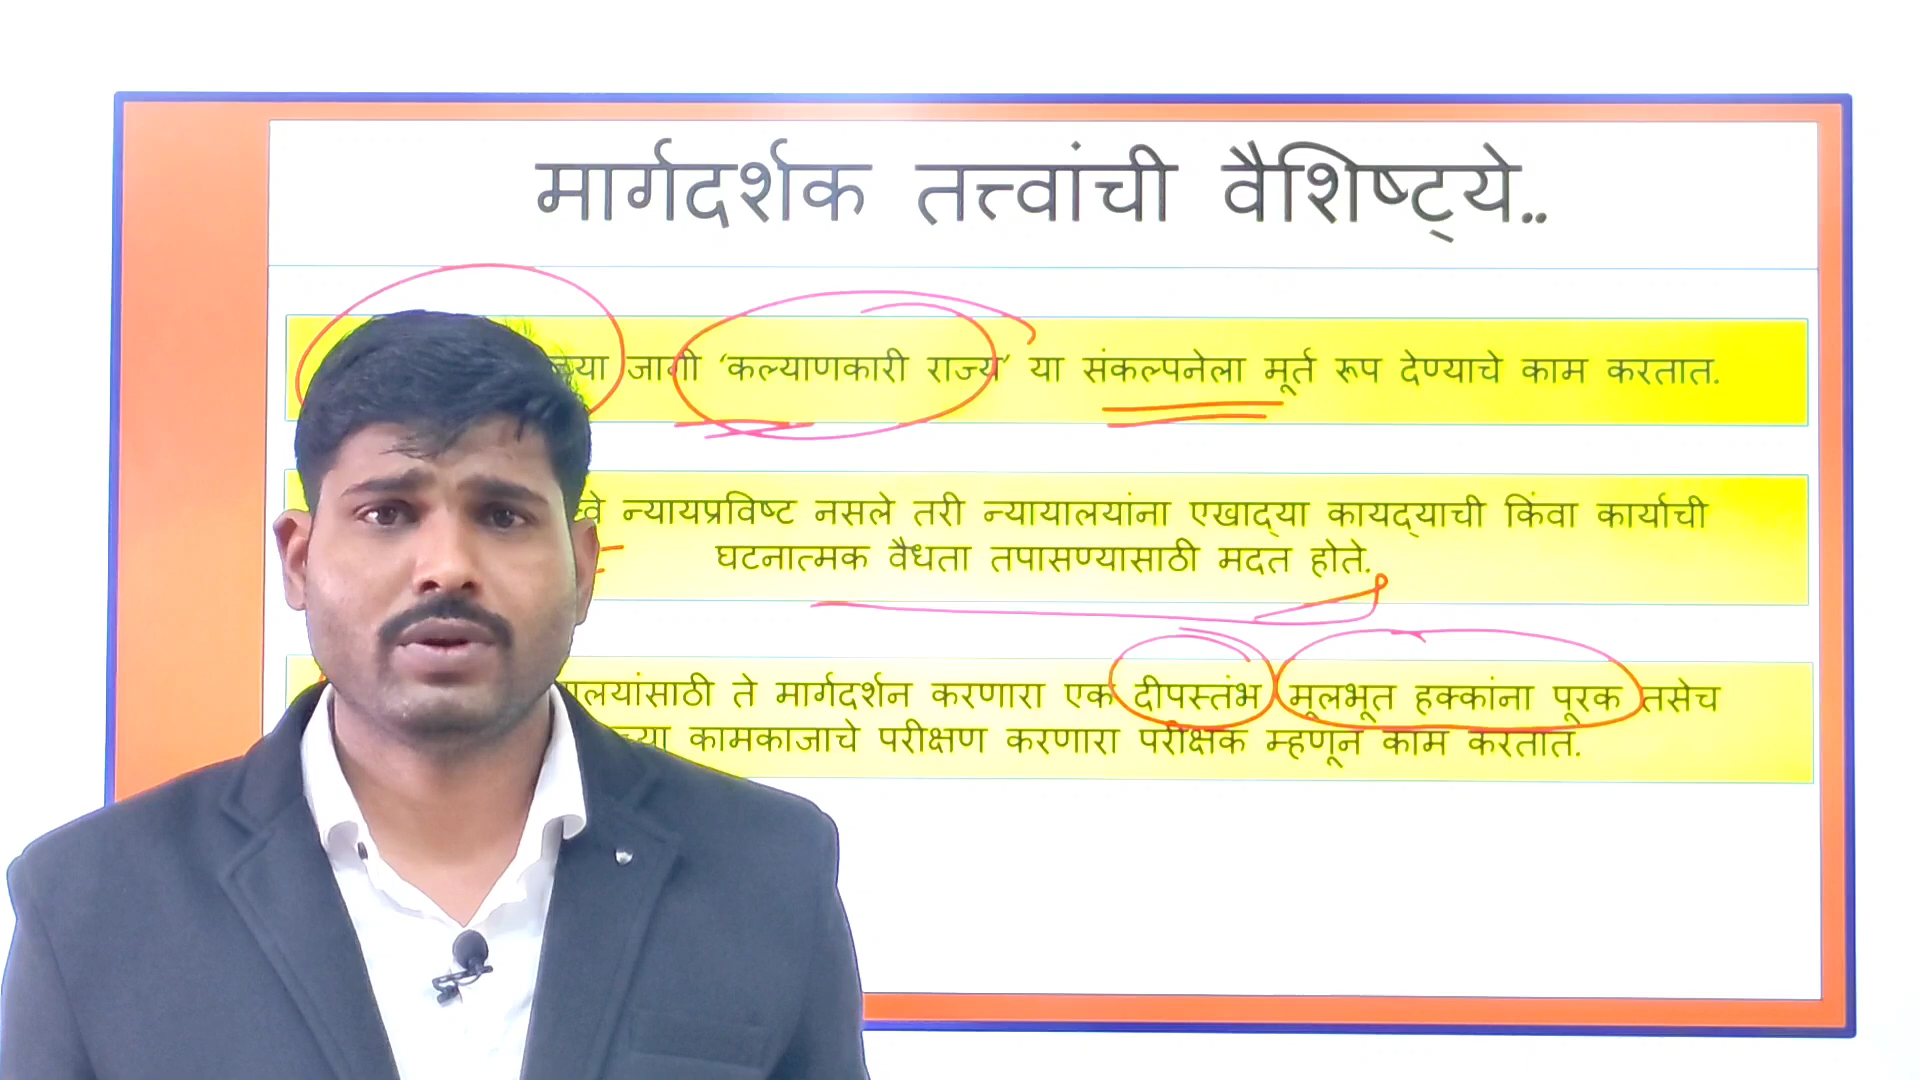 मार्गदर्शक तत्त्वांची वैशिष्ट्ये..
जागी ‘कल्याणकारी राज्य’ या संकल्पनेला मूर्त रूप देण्याचे काम करतात.
न्यायप्रविष्ट नसले तरी न्यायालयांना एखाद्या कायद्याची किंवा कार्याची
घटनात्मक वैधता तपासण्यासाठी मदत होते.
ते मार्गदर्शन करणारा एक दीपस्तंभ मूलभूत हक्कांना पूरक तसेच
कामकाजाचे परीक्षण करणारा परीक्षक म्हणून काम करतात.